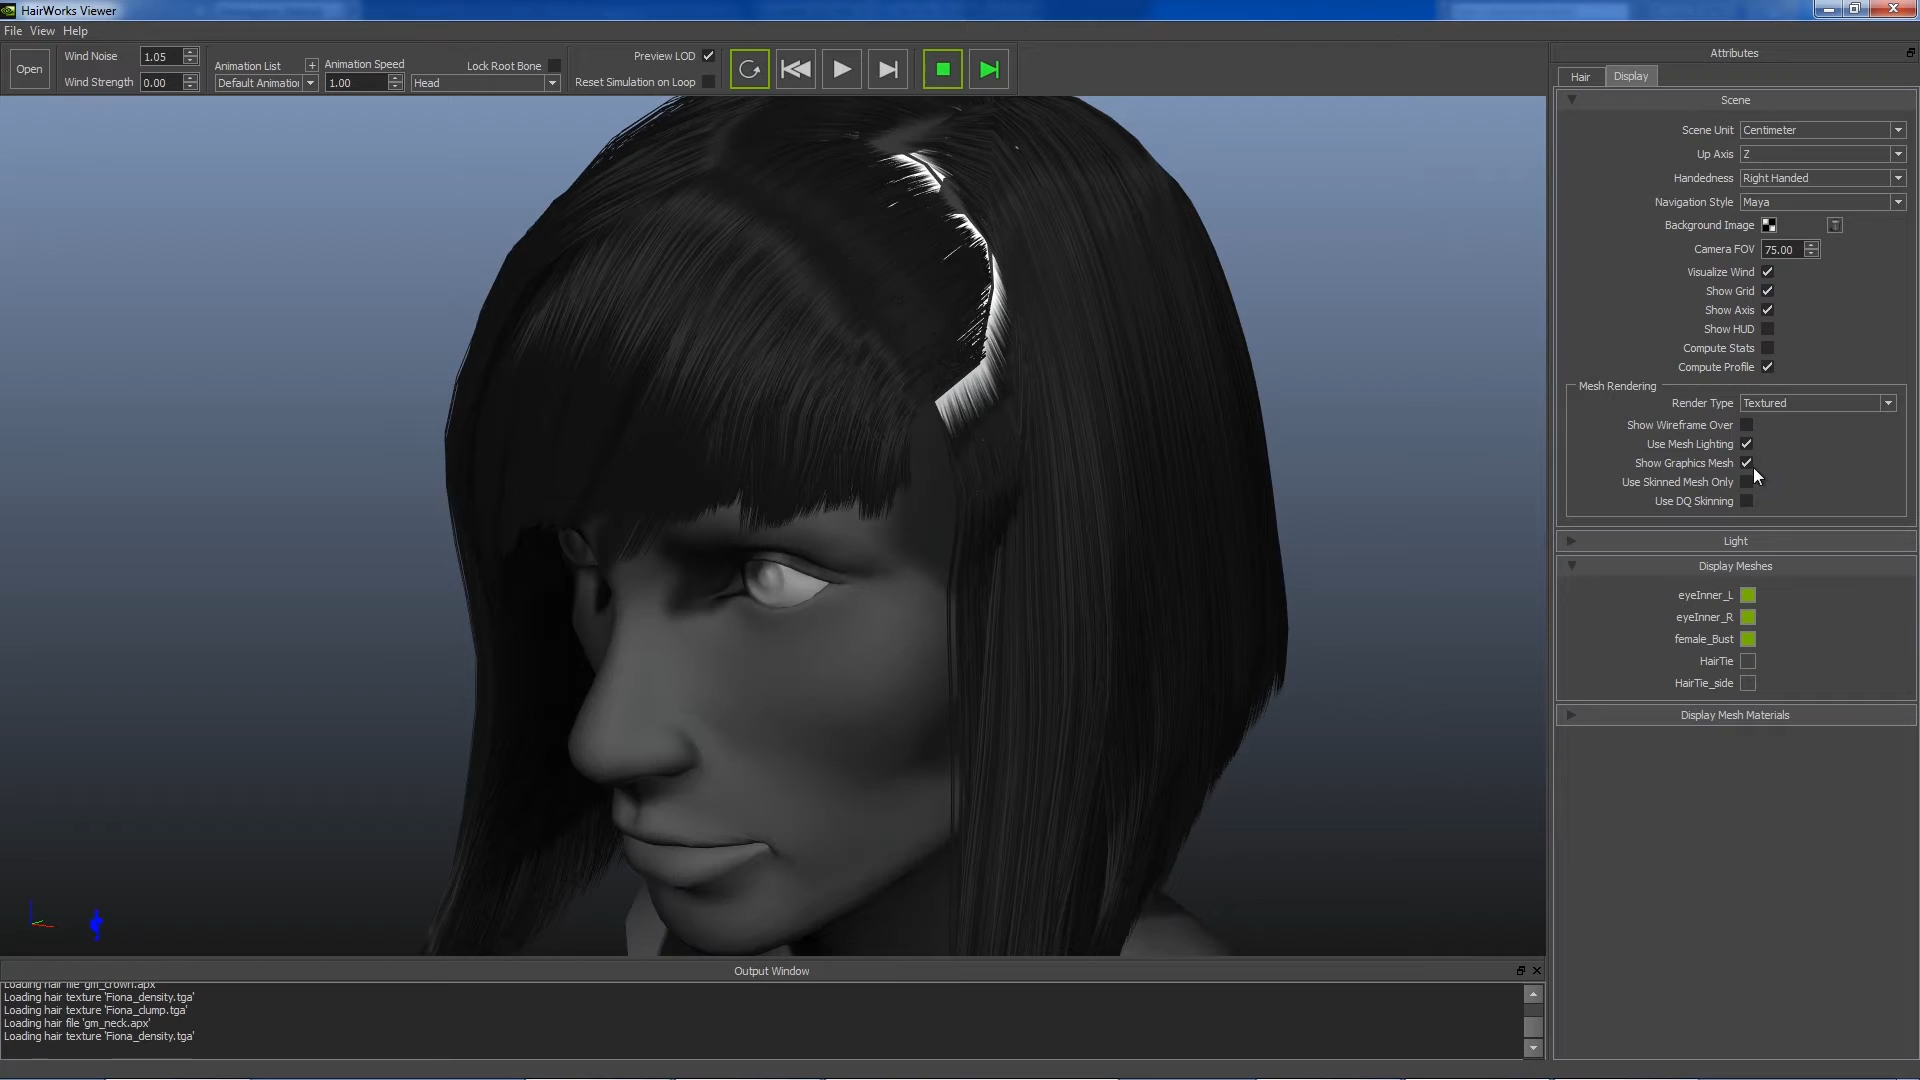 HairWorks Viewer
File View Help
Open
Wind Noise 1.05
Wind Strength 0.00
Animation List +
Default Animatior
Animation Speed
1.00
Lock Root Bone
Head
Preview LOD
Reset Simulation on Loop
Attributes
Hair Display
Scene
Scene Unit Centimeter
Up Axis Z
Handedness Right Handed
Navigation Style Maya
Background Image
Camera FOV 75.00
Visualize Wind
Show Grid
Show Axis
Show HUD
Compute Stats
Compute Profile
Mesh Rendering
Render Type Textured
Show Wireframe Over
Use Mesh Lighting
Show Graphics Mesh
Use Skinned Mesh Only
Use DQ Skinning
Light
Display Meshes
eyeInner_L
eyeInner_R
female_Bust
HairTie
HairTie_side
Display Mesh Materials
Output Window
Loading hair file 'gm_crown.apx'
Loading hair texture 'Fiona_density.tga'
Loading hair texture 'Fiona_clump.tga'
Loading hair file 'gm_neck.apx'
Loading hair texture 'Fiona_density.tga'